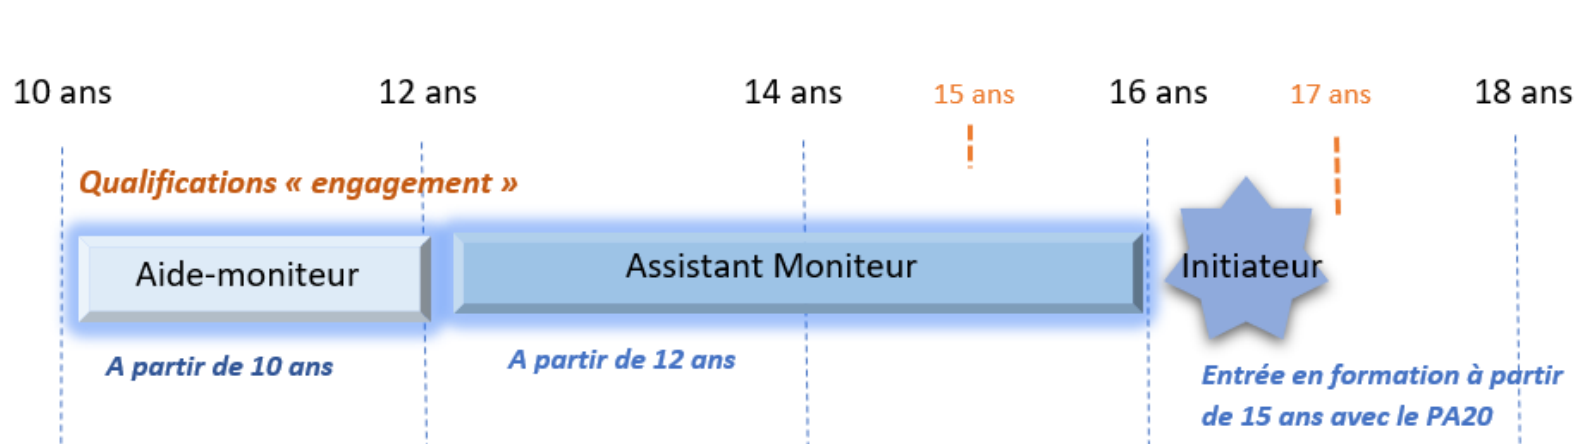 10 ans 12 ans 14 ans 15 ans 16 ans 17 ans 18 ans
Qualifications « engagement »
Aide-moniteur
Assistant Moniteur
Initiateur
A partir de 10 ans
A partir de 12 ans
Entrée en formation à partir
de 15 ans avec le PA20